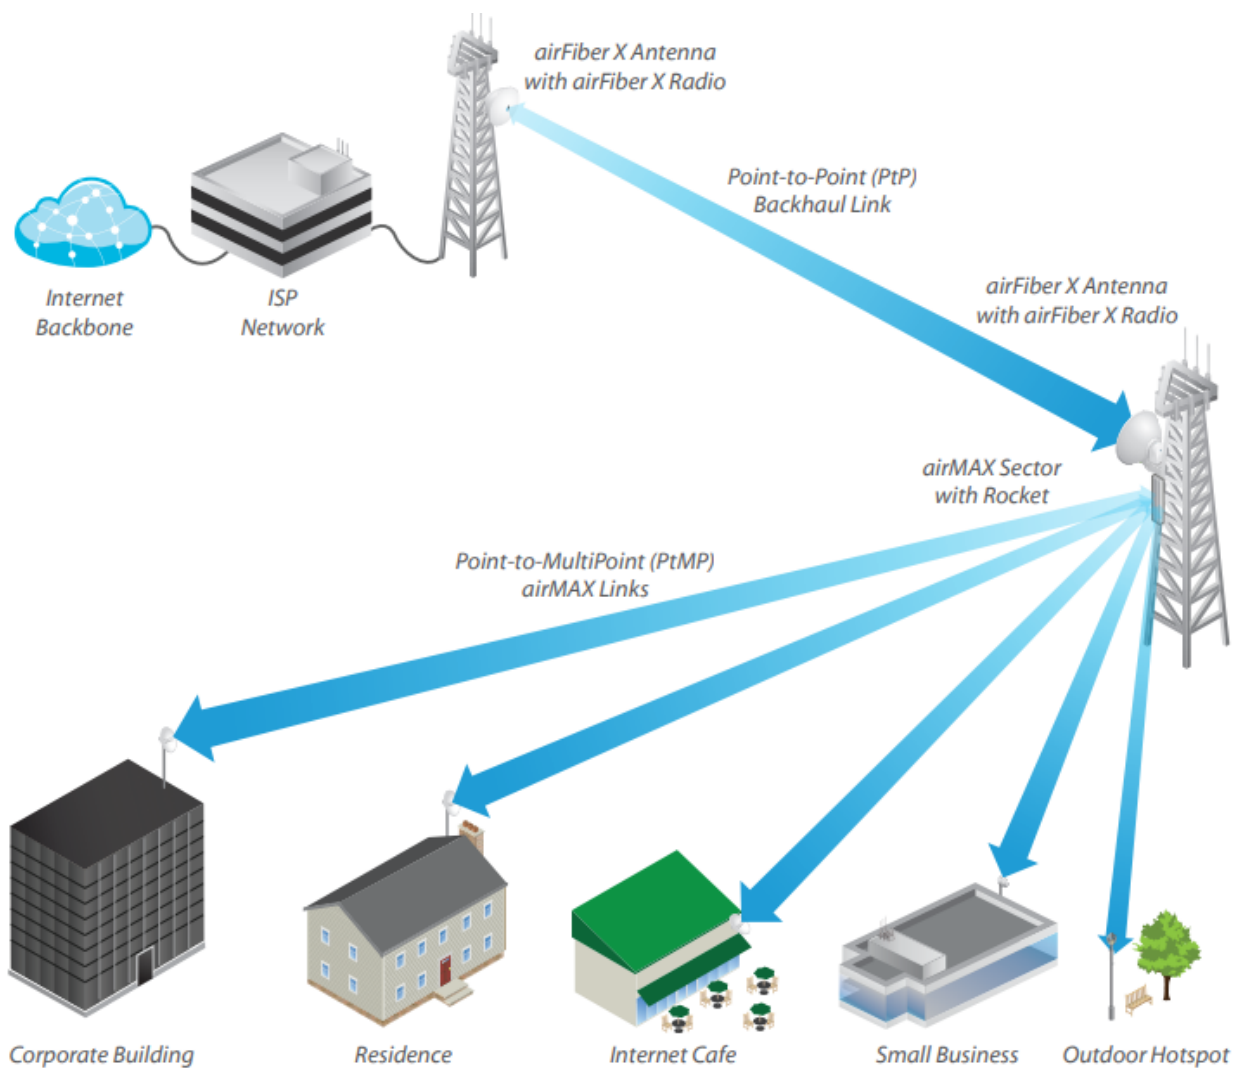 airFiber X Antenna
with airFiber X Radio
Point-to-Point (PtP)
Backhaul Link
Internet
Backbone
ISP
Network
airFiber X Antenna
with airFiber X Radio
airMAX Sector
with Rocket
Point-to-MultiPoint (PtMP)
airMAX Links
Corporate Building
Residence
Internet Cafe
Small Business
Outdoor Hotspot